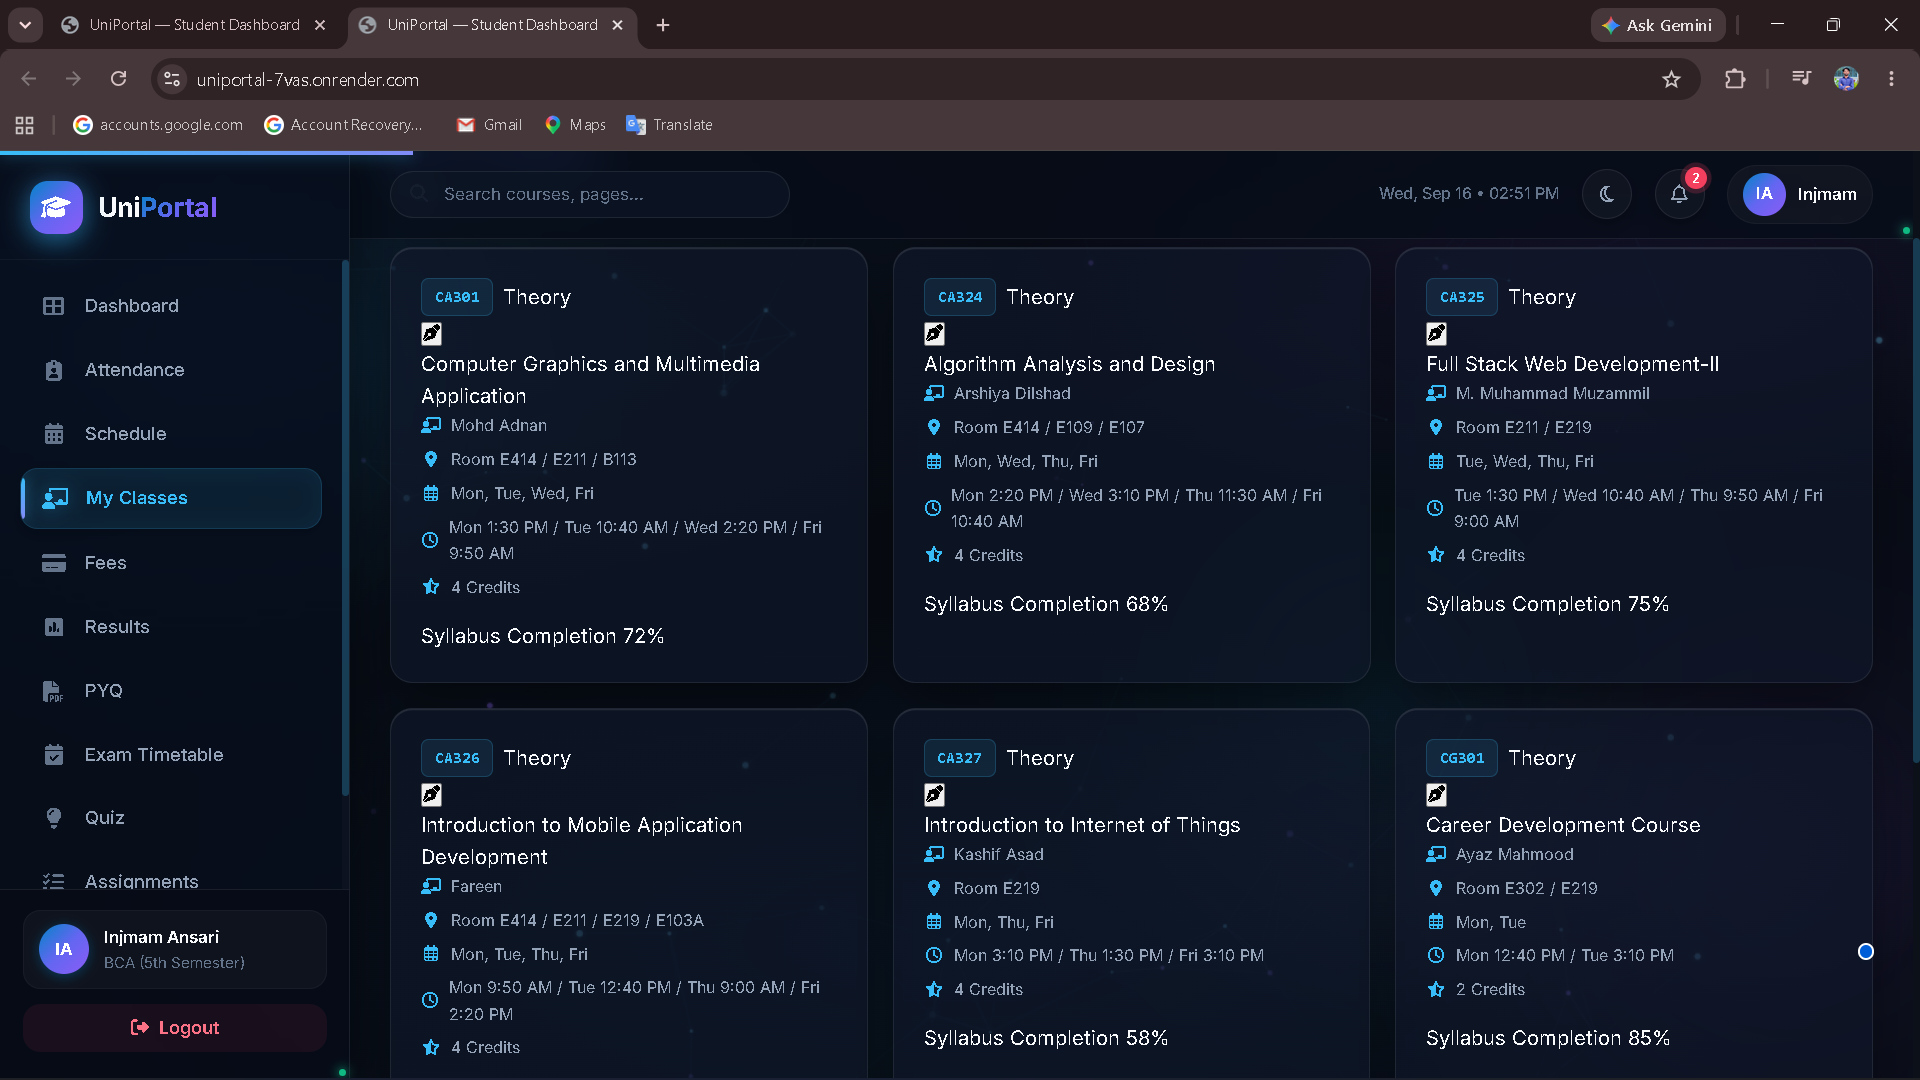 UniPortal — Student Dashboard
UniPortal — Student Dashboard
Ask Gemini
uniportal-7vas.onrender.com
accounts.google.com
Account Recovery...
Gmail
Maps
Translate
UniPortal
Search courses, pages...
Wed, Sep 16 • 02:51 PM
2
IA
Injmam
Dashboard
Attendance
Schedule
My Classes
Fees
Results
PDF
PYQ
Exam Timetable
Quiz
Assignments
IA
Injmam Ansari
BCA (5th Semester)
Logout
CA301 Theory
Computer Graphics and Multimedia
Application
Mohd Adnan
Room E414 / E211 / B113
Mon, Tue, Wed, Fri
Mon 1:30 PM / Tue 10:40 AM / Wed 2:20 PM / Fri
9:50 AM
4 Credits
Syllabus Completion 72%
CA324 Theory
Algorithm Analysis and Design
Arshiya Dilshad
Room E414 / E109 / E107
Mon, Wed, Thu, Fri
Mon 2:20 PM / Wed 3:10 PM / Thu 11:30 AM / Fri
10:40 AM
4 Credits
Syllabus Completion 68%
CA325 Theory
Full Stack Web Development-II
M. Muhammad Muzammil
Room E211 / E219
Tue, Wed, Thu, Fri
Tue 1:30 PM / Wed 10:40 AM / Thu 9:50 AM / Fri
9:00 AM
4 Credits
Syllabus Completion 75%
CA326 Theory
Introduction to Mobile Application
Development
Fareen
Room E414 / E211 / E219 / E103A
Mon, Tue, Thu, Fri
Mon 9:50 AM / Tue 12:40 PM / Thu 9:00 AM / Fri
2:20 PM
4 Credits
CA327 Theory
Introduction to Internet of Things
Kashif Asad
Room E219
Mon, Thu, Fri
Mon 3:10 PM / Thu 1:30 PM / Fri 3:10 PM
4 Credits
Syllabus Completion 58%
CG301 Theory
Career Development Course
Ayaz Mahmood
Room E302 / E219
Mon, Tue
Mon 12:40 PM / Tue 3:10 PM
2 Credits
Syllabus Completion 85%